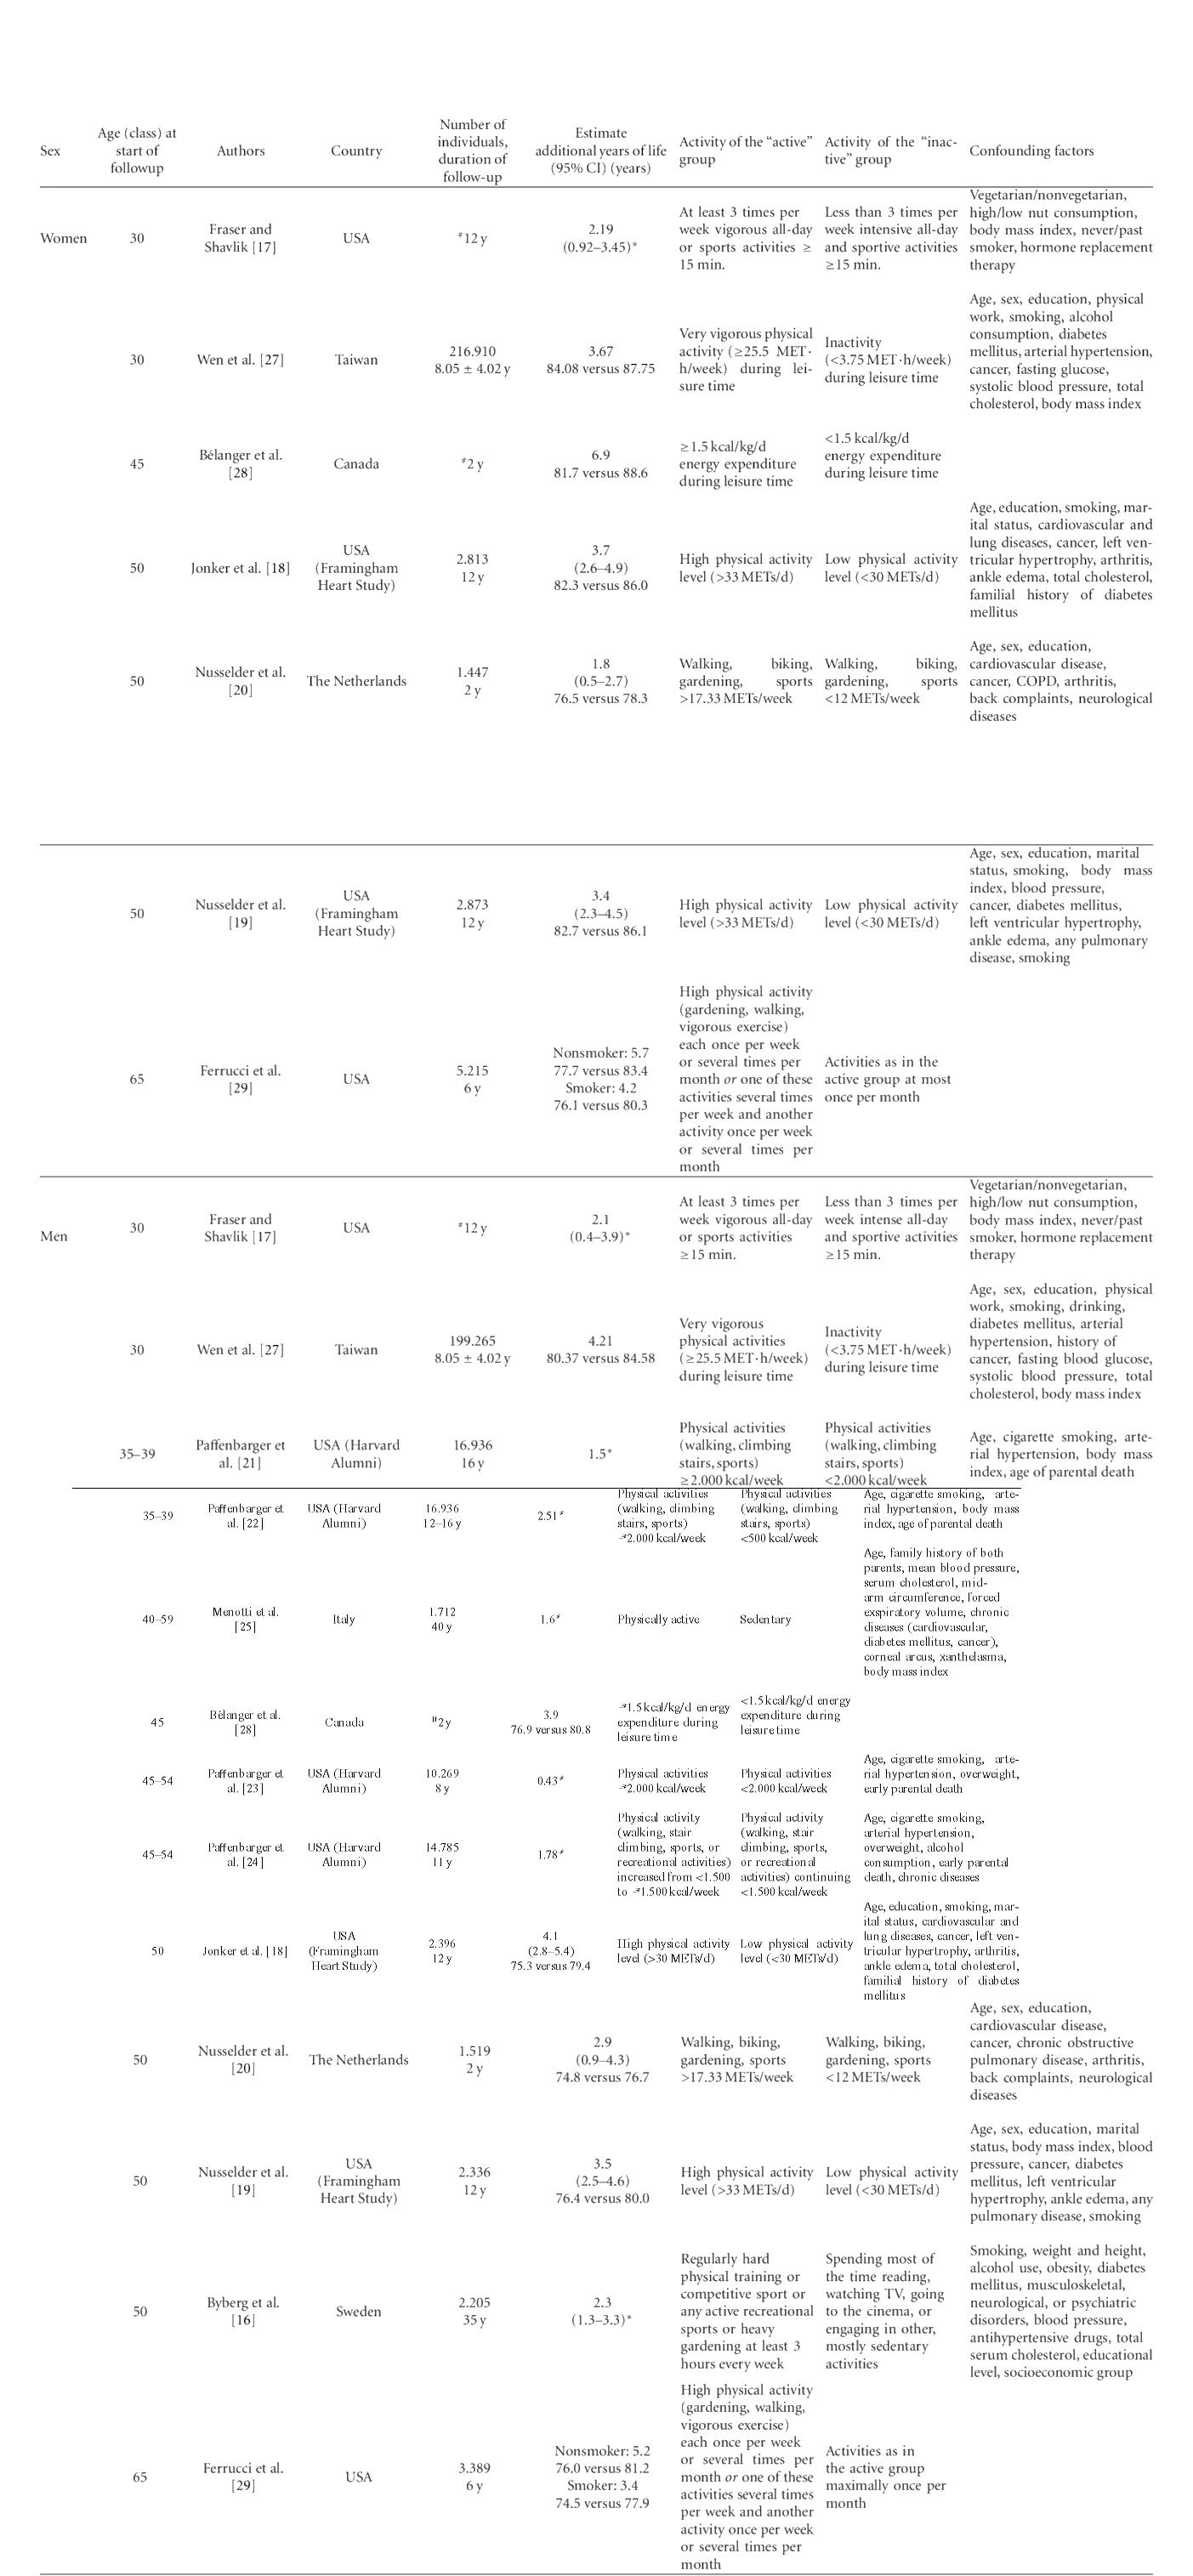 Sex
Age (class) at
start of
followup
Authors
Country
Number of
individuals,
duration of
follow-up
Estimate
additional years of life
(95% CI) (years)
Activity of the “active”
group
Activity of the “inac-
tive” group
Confounding factors
Women
30
Fraser and
Shavlik [17]
USA
#12 y
2.19
(0.92–3.45)*
At least 3 times per
week vigorous all-day
or sports activities ≥
15 min.
Less than 3 times per
week intensive all-day
and sportive activities
≥15 min.
Vegetarian/nonvegetarian,
high/low nut consumption,
body mass index, never/past
smoker, hormone replacement
therapy
30
Wen et al. [27]
Taiwan
216.910
8.05 ± 4.02 y
3.67
84.08 versus 87.75
Very vigorous physical
activity (≥25.5 MET·
h/week) during lei-
sure time
Inactivity
(<3.75 MET·h/week)
during leisure time
Age, sex, education, physical
work, smoking, alcohol
consumption, diabetes
mellitus, arterial hypertension,
cancer, fasting glucose,
systolic blood pressure, total
cholesterol, body mass index
45
Bélanger et al.
[28]
Canada
#2 y
6.9
81.7 versus 88.6
≥1.5 kcal/kg/d
energy expenditure
during leisure time
<1.5 kcal/kg/d
energy expenditure
during leisure time
50
Jonker et al. [18]
USA
(Framingham
Heart Study)
2.813
12 y
3.7
(2.6–4.9)
82.3 versus 86.0
High physical activity
level (>33 METs/d)
Low physical activity
level (<30 METs/d)
Age, education, smoking, mar-
ital status, cardiovascular and
lung diseases, cancer, left ven-
tricular hypertrophy, arthritis,
ankle edema, total cholesterol,
familial history of diabetes
mellitus
50
Nusselder et al.
[20]
The Netherlands
1.447
2 y
1.8
(0.5–2.7)
76.5 versus 78.3
Walking, biking,
gardening, sports
>17.33 METs/week
Walking, biking,
gardening, sports
<12 METs/week
Age, sex, education,
cardiovascular disease,
cancer, COPD, arthritis,
back complaints, neurological
diseases
50
Nusselder et al.
[19]
USA
(Framingham
Heart Study)
2.873
12 y
3.4
(2.3–4.5)
82.7 versus 86.1
High physical activity
level (>33 METs/d)
Low physical activity
level (<30 METs/d)
Age, sex, education, marital
status, smoking, body mass
index, blood pressure,
cancer, diabetes mellitus,
left ventricular hypertrophy,
ankle edema, any pulmonary
disease, smoking
65
Ferrucci et al.
[29]
USA
5.215
6 y
Nonsmoker: 5.7
77.7 versus 83.4
Smoker: 4.2
76.1 versus 80.3
High physical activity
(gardening, walking,
vigorous exercise)
each once per week
or several times per
month or one of these
activities several times
per week and another
activity once per week
or several times per
month
Activities as in the
active group at most
once per month
Men
30
Fraser and
Shavlik [17]
USA
#12 y
2.1
(0.4–3.9)*
At least 3 times per
week vigorous all-day
or sports activities
≥15 min.
Less than 3 times per
week intense all-day
and sportive activities
≥15 min.
Vegetarian/nonvegetarian,
high/low nut consumption,
body mass index, never/past
smoker, hormone replacement
therapy
30
Wen et al. [27]
Taiwan
199.265
8.05 ± 4.02 y
4.21
80.37 versus 84.58
Very vigorous
physical activities
(≥25.5 MET·h/week)
during leisure time
Inactivity
(<3.75 MET·h/week)
during leisure time
Age, sex, education, physical
work, smoking, drinking,
diabetes mellitus, arterial
hypertension, history of
cancer, fasting blood glucose,
systolic blood pressure, total
cholesterol, body mass index
35–39
Paffenbarger et
al. [21]
USA (Harvard
Alumni)
16.936
16 y
1.5*
Physical activities
(walking, climbing
stairs, sports)
≥2.000 kcal/week
Physical activities
(walking, climbing
stairs, sports)
<2.000 kcal/week
Age, cigarette smoking, arte-
rial hypertension, body mass
index, age of parental death
35–39
Paffenbarger et
al. [22]
USA (Harvard
Alumni)
16.936
12–16 y
2.51*
Physical activities
(walking, climbing
stairs, sports)
≥2.000 kcal/week
Physical activities
(walking, climbing
stairs, sports)
<500 kcal/week
Age, cigarette smoking, arte-
rial hypertension, body mass
index, age of parental death
40–59
Menotti et al.
[25]
Italy
1.712
40 y
1.6*
Physically active
Sedentary
Age, family history of both
parents, mean blood pressure,
serum cholesterol, mid-
arm circumference, forced
exspiratory volume, chronic
diseases (cardiovascular,
diabetes mellitus, cancer),
corneal arcus, xanthelasma,
body mass index
45
Bélanger et al.
[28]
Canada
#2 y
3.9
76.9 versus 80.8
≥1.5 kcal/kg/d energy
expenditure during
leisure time
<1.5 kcal/kg/d energy
expenditure during
leisure time
45–54
Paffenbarger et
al. [23]
USA (Harvard
Alumni)
10.269
8 y
0.43*
Physical activities
≥2.000 kcal/week
Physical activities
<2.000 kcal/week
Age, cigarette smoking, arte-
rial hypertension, overweight,
early parental death
45–54
Paffenbarger et
al. [24]
USA (Harvard
Alumni)
14.785
11 y
1.78*
Physical activity
(walking, stair
climbing, sports, or
recreational activities)
increased from <1.500
to ≥1.500 kcal/week
Physical activity
(walking, stair
climbing, sports,
or recreational
activities) continuing
<1.500 kcal/week
Age, cigarette smoking,
arterial hypertension,
overweight, alcohol
consumption, early parental
death, chronic diseases
50
Jonker et al. [18]
USA
(Framingham
Heart Study)
2.396
12 y
4.1
(2.8–5.4)
75.3 versus 79.4
High physical activity
level (>30 METs/d)
Low physical activity
level (<30 METs/d)
Age, education, smoking, mar-
ital status, cardiovascular and
lung diseases, cancer, left ven-
tricular hypertrophy, arthritis,
ankle edema, total cholesterol,
familial history of diabetes
mellitus
50
Nusselder et al.
[20]
The Netherlands
1.519
2 y
2.9
(0.9–4.3)
74.8 versus 76.7
Walking, biking,
gardening, sports
>17.33 METs/week
Walking, biking,
gardening, sports
<12 METs/week
Age, sex, education,
cardiovascular disease,
cancer, chronic obstructive
pulmonary disease, arthritis,
back complaints, neurological
diseases
50
Nusselder et al.
[19]
USA
(Framingham
Heart Study)
2.336
12 y
3.5
(2.5–4.6)
76.4 versus 80.0
High physical activity
level (>33 METs/d)
Low physical activity
level (<30 METs/d)
Age, sex, education, marital
status, body mass index, blood
pressure, cancer, diabetes
mellitus, left ventricular
hypertrophy, ankle edema, any
pulmonary disease, smoking
50
Byberg et al.
[16]
Sweden
2.205
35 y
2.3
(1.3–3.3)*
Regularly hard
physical training or
competitive sport or
any active recreational
sports or heavy
gardening at least 3
hours every week
Spending most of
the time reading,
watching TV, going
to the cinema, or
engaging in other,
mostly sedentary
activities
Smoking, weight and height,
alcohol use, obesity, diabetes
mellitus, musculoskeletal,
neurological, or psychiatric
disorders, blood pressure,
antihypertensive drugs, total
serum cholesterol, educational
level, socioeconomic group
65
Ferrucci et al.
[29]
USA
3.389
6 y
Nonsmoker: 5.2
76.0 versus 81.2
Smoker: 3.4
74.5 versus 77.9
High physical activity
(gardening, walking,
vigorous exercise)
each once per week
or several times per
month or one of these
activities several times
per week and another
activity once per week
or several times per
month
Activities as in
the active group
maximally once per
month